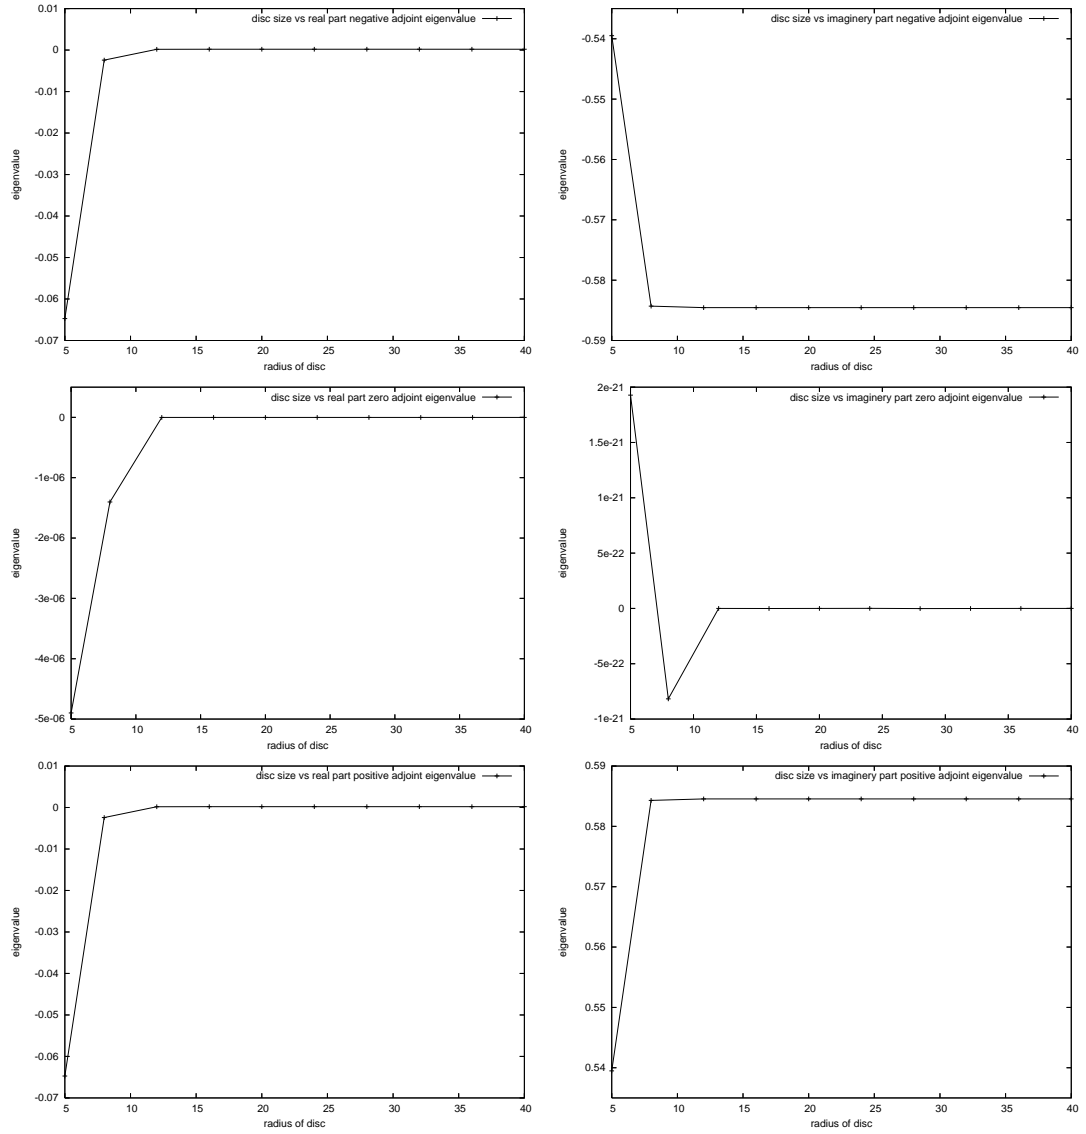 disc size vs real part negative adjoint eigenvalue
0.01
0
-0.01
-0.02
-0.03
-0.04
-0.05
-0.06
-0.07
eigenvalue
5 10 15 20 25 30 35 40
radius of disc
disc size vs imaginery part negative adjoint eigenvalue
-0.54
-0.55
-0.56
-0.57
-0.58
-0.59
eigenvalue
5 10 15 20 25 30 35 40
radius of disc
disc size vs real part zero adjoint eigenvalue
0
-1e-06
-2e-06
-3e-06
-4e-06
-5e-06
eigenvalue
5 10 15 20 25 30 35 40
radius of disc
disc size vs imaginery part zero adjoint eigenvalue
2e-21
1.5e-21
1e-21
5e-22
0
-5e-22
-1e-21
eigenvalue
5 10 15 20 25 30 35 40
radius of disc
disc size vs real part positive adjoint eigenvalue
0.01
0
-0.01
-0.02
-0.03
-0.04
-0.05
-0.06
-0.07
eigenvalue
5 10 15 20 25 30 35 40
radius of disc
disc size vs imaginery part positive adjoint eigenvalue
0.59
0.58
0.57
0.56
0.55
0.54
eigenvalue
5 10 15 20 25 30 35 40
radius of disc